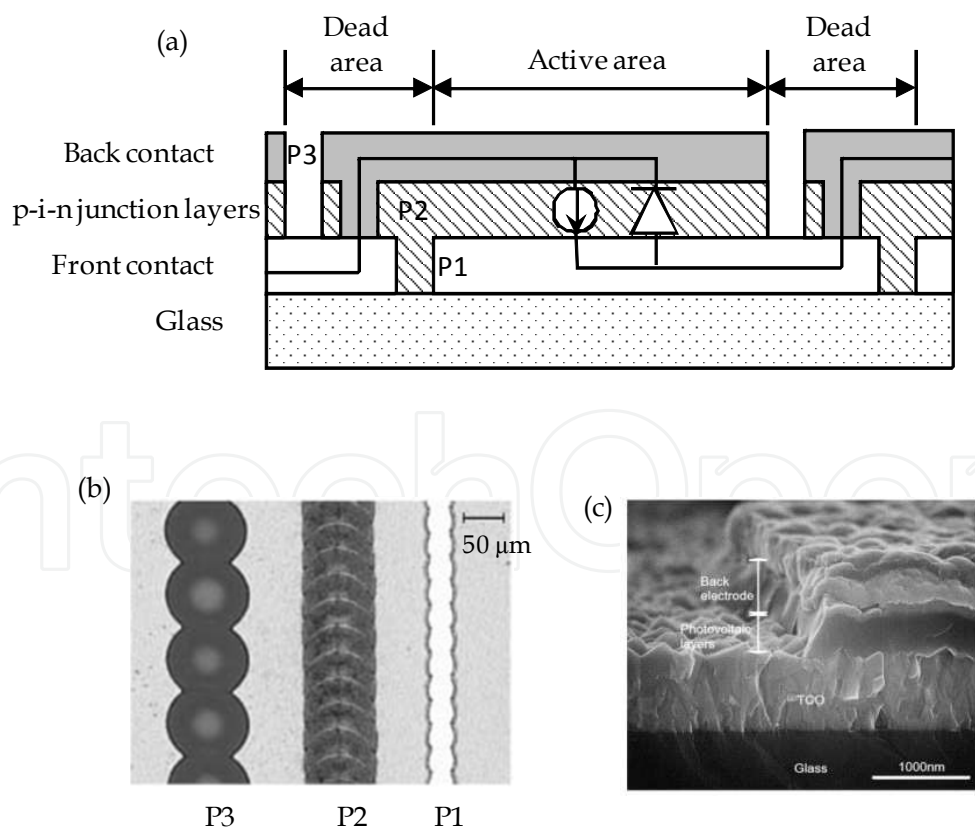 (a)
Dead
area
Active area
Dead
area
Back contact
P3
p-i-n junction layers
P2
Front contact
P1
Glass
ntechOpen
(b)
50 µm
P3 P2 P1
(c)
Back
electrode
Photovoltaic
layers
TCO
Glass
1000nm